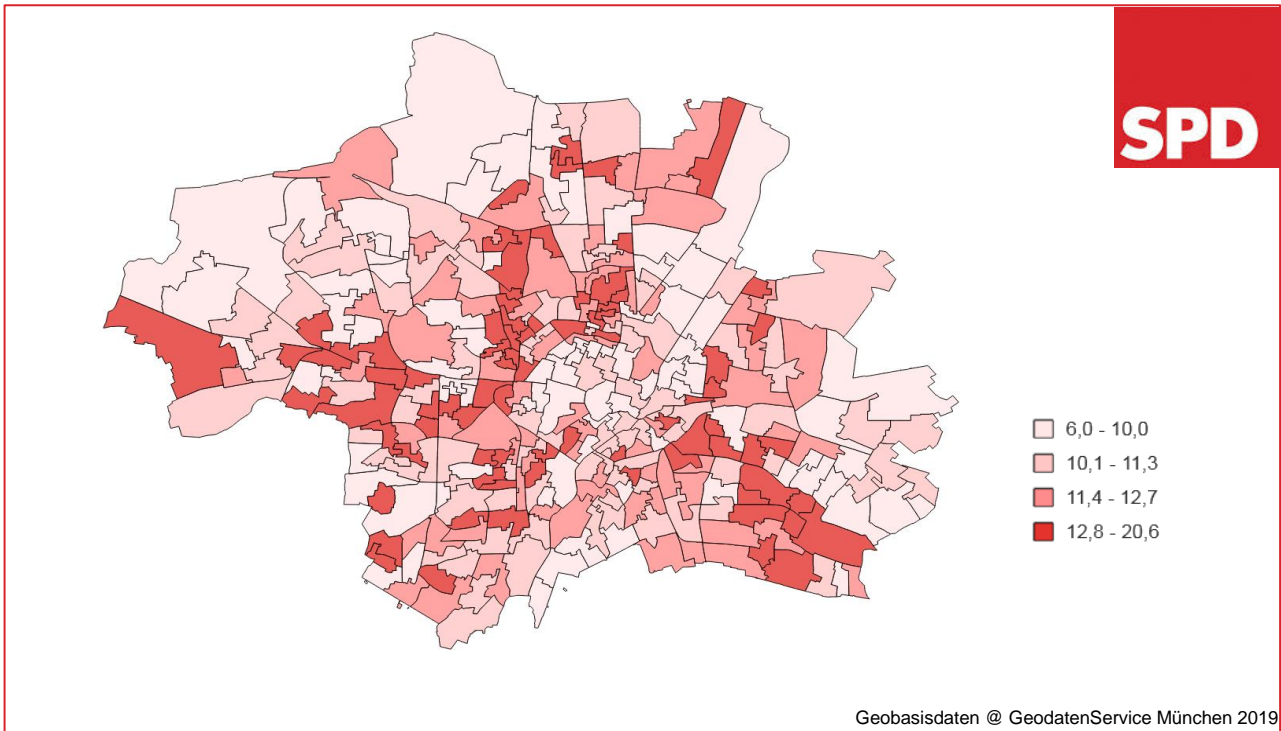 SPD
6,0 - 10,0
10,1 - 11,3
11,4 - 12,7
12,8 - 20,6
Geobasisdaten @ GeodatenService München 2019